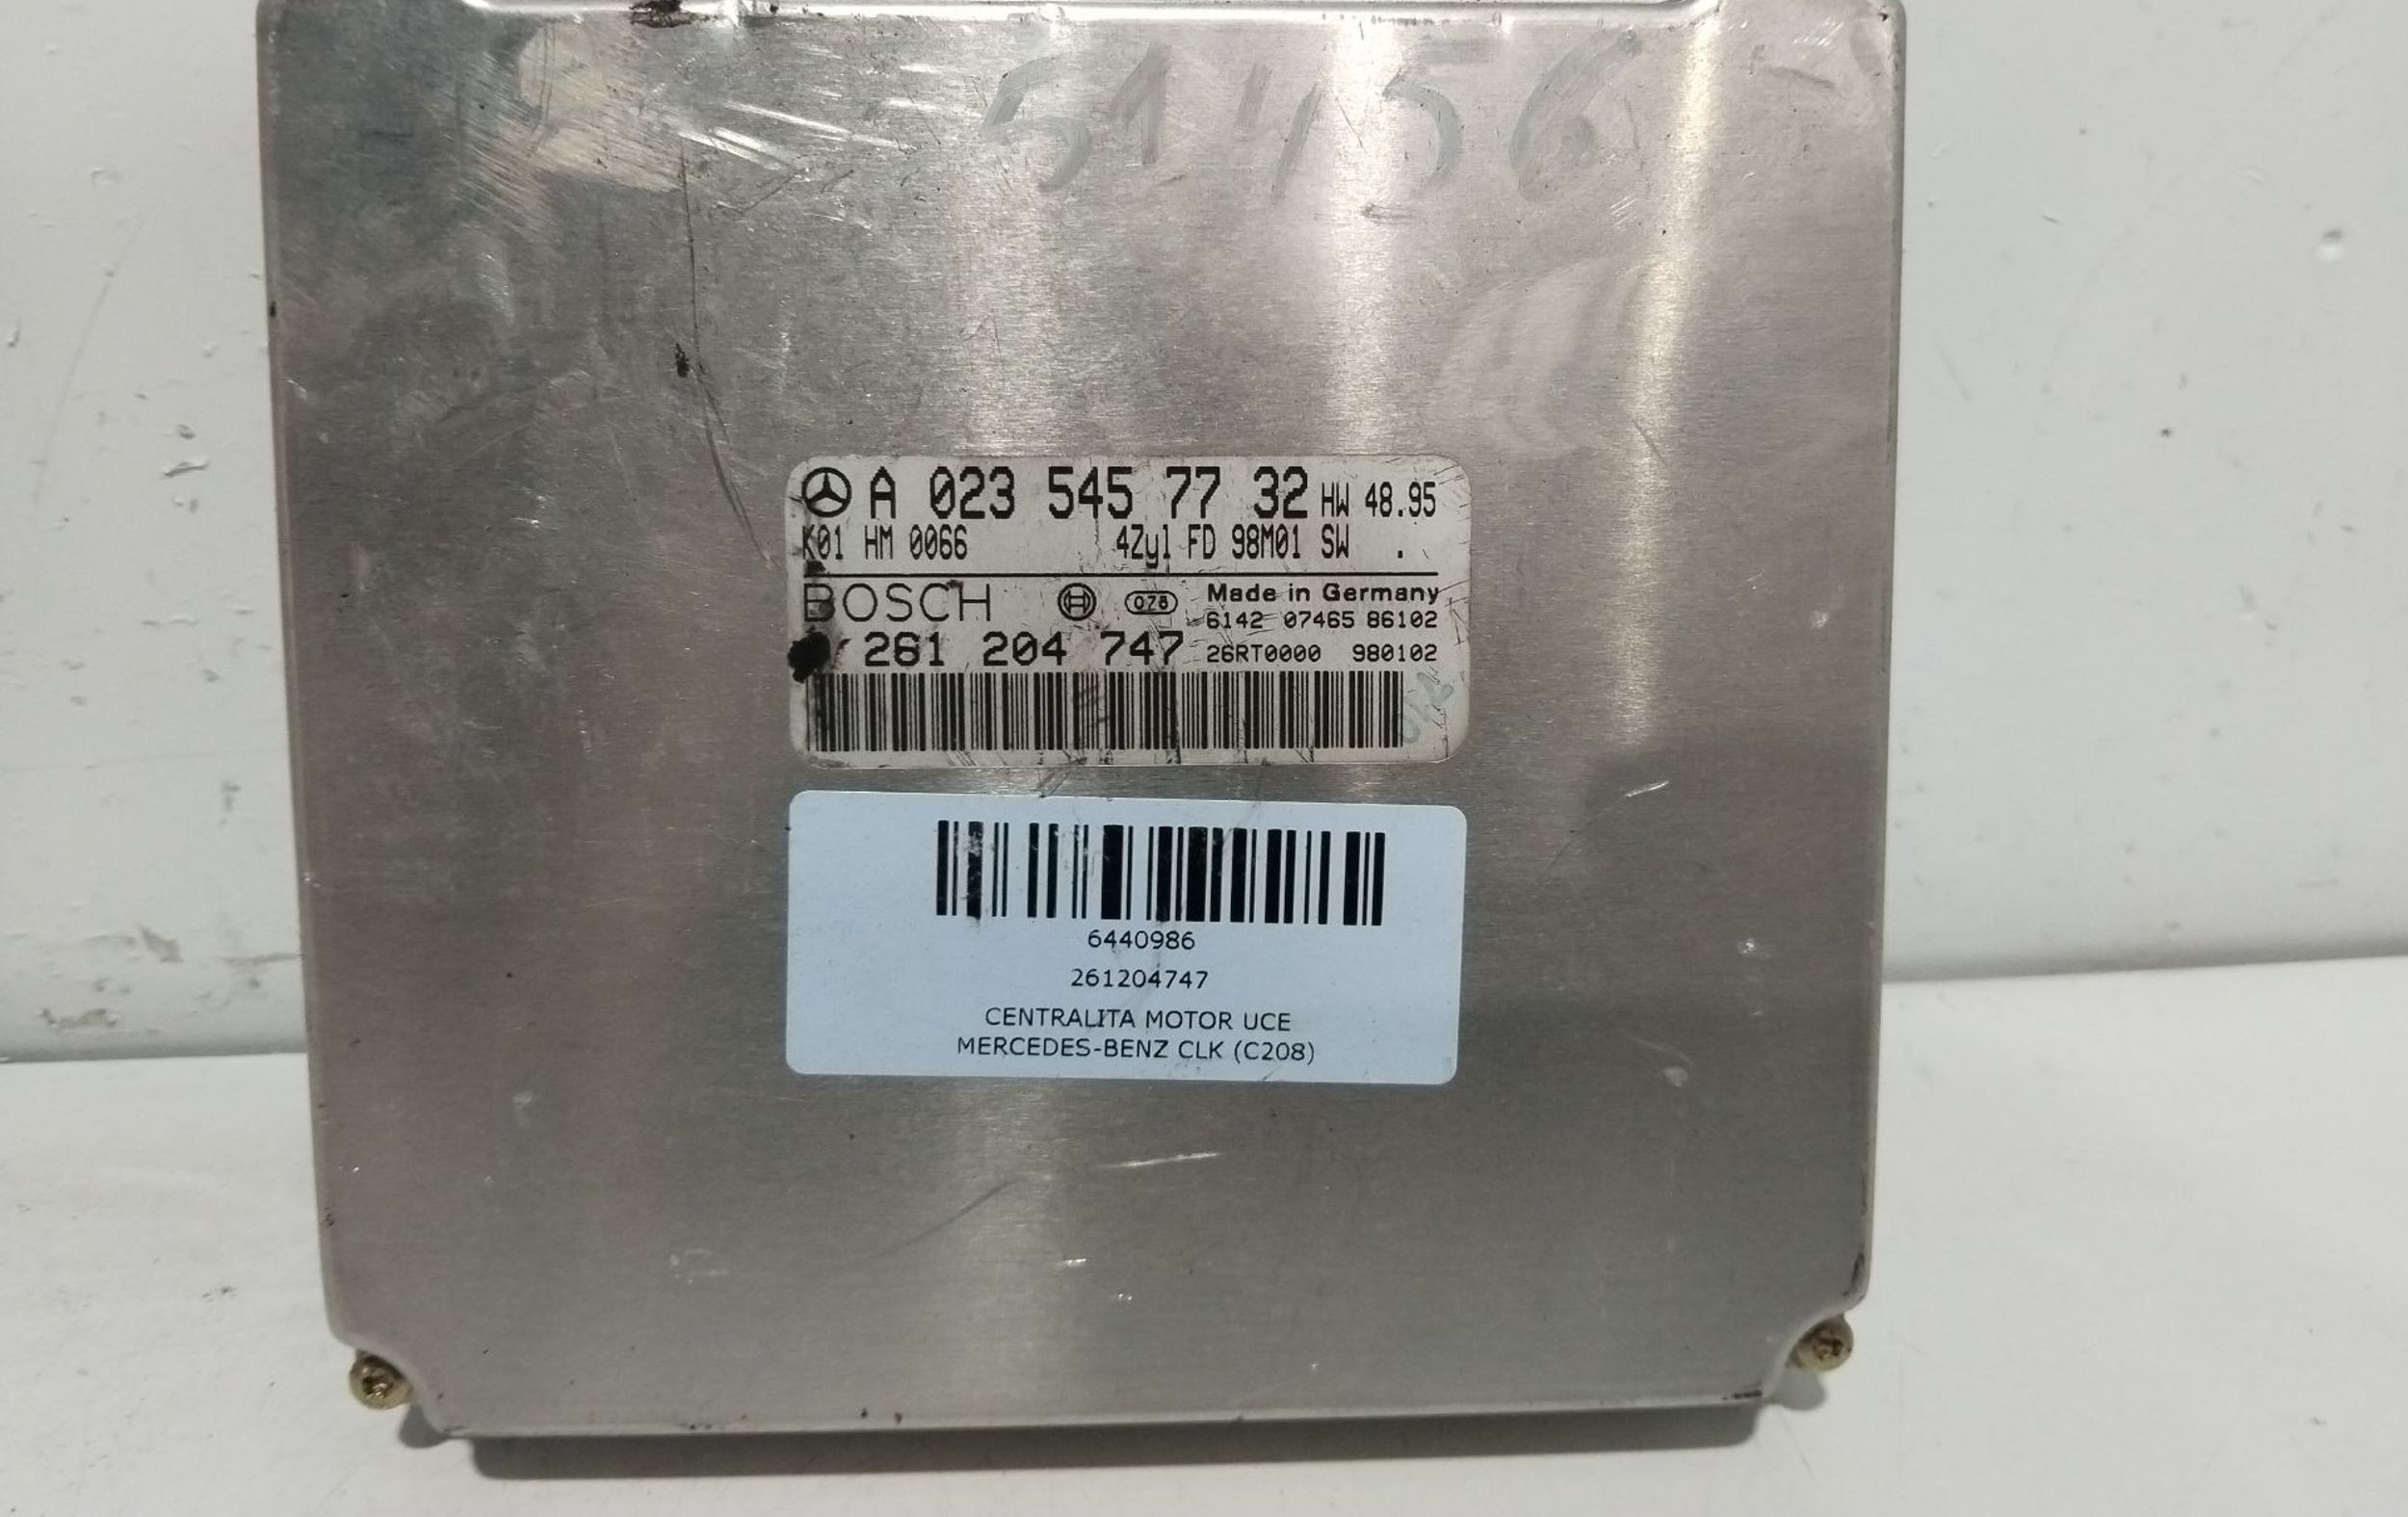 51456
A 023 545 77 32 HW 48.95
K01 HM 0066 4Zyl FD 98M01 SW .
BOSCH 078 Made in Germany
6142 07465 86102
261 204 747 26RT0000 980102
6440986
261204747
CENTRALITA MOTOR UCE
MERCEDES-BENZ CLK (C208)